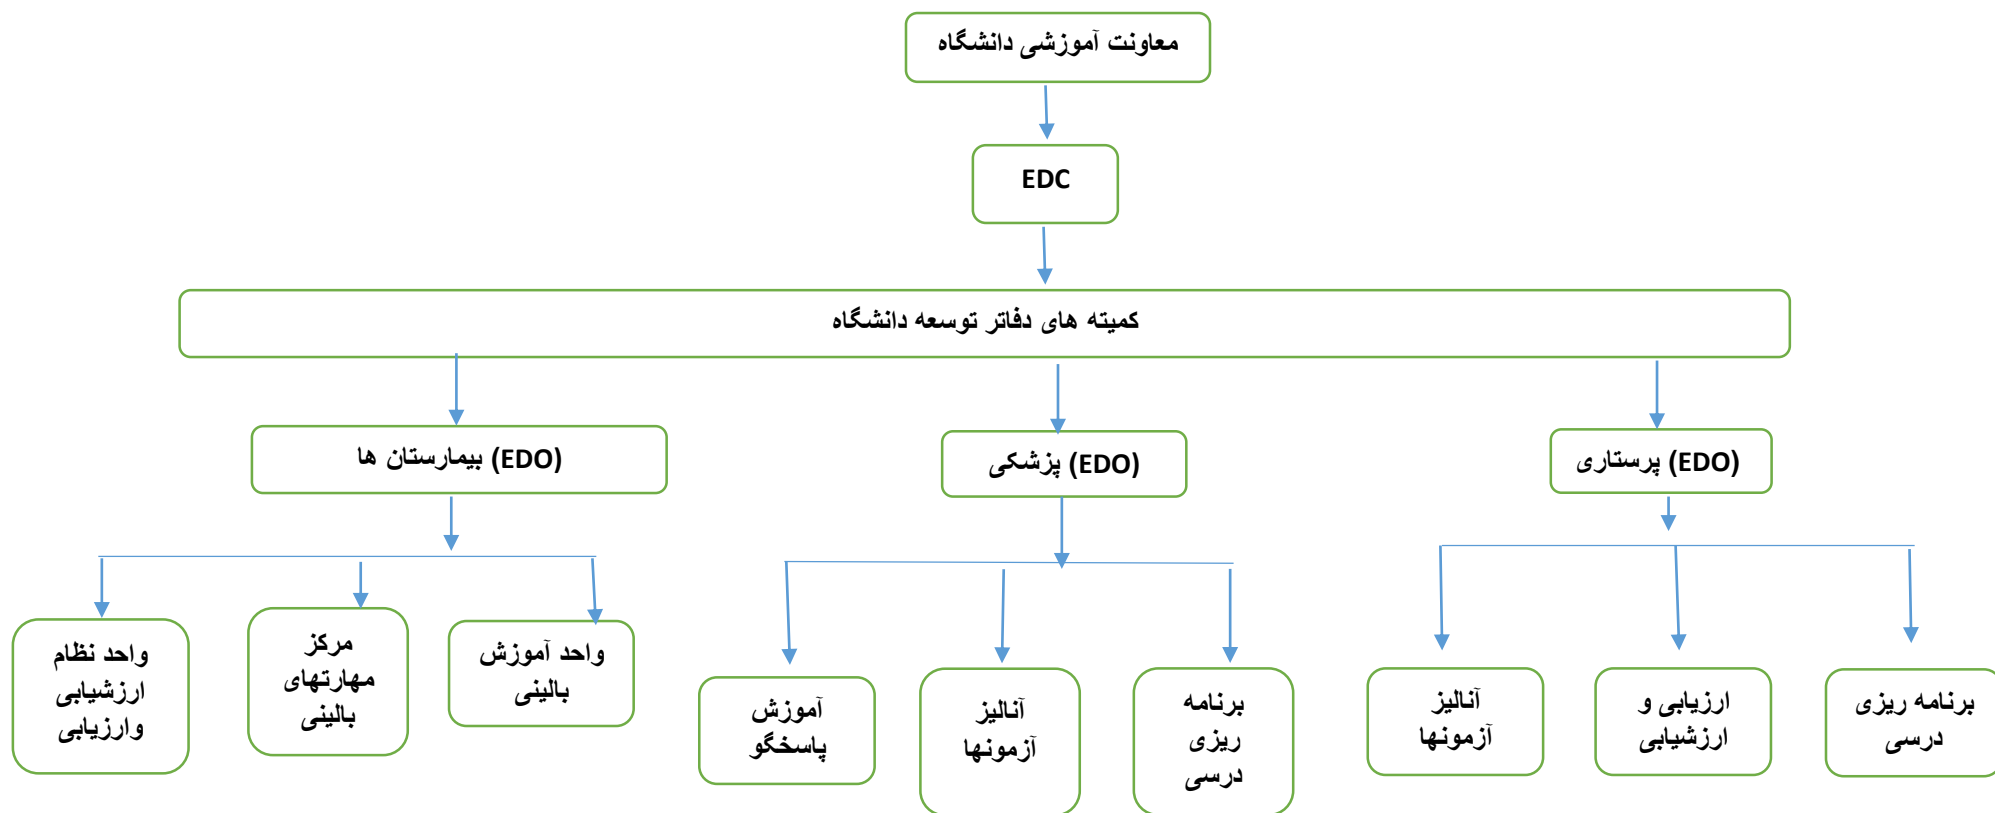 معاونت آموزشی دانشگاه
EDC
کمیته های دفاتر توسعه دانشگاه
(EDO) پرستاری
(EDO) پزشکی
(EDO) بیمارستان ها
برنامه ریزی
درسی
ارزیابی و
ارزشیابی
آنالیز
آزمونها
برنامه
ریزی
درسی
آنالیز
آزمونها
آموزش
پاسخگو
واحد آموزش
بالینی
مرکز
مهارتهای
بالینی
واحد نظام
ارزشیابی
وارزیابی